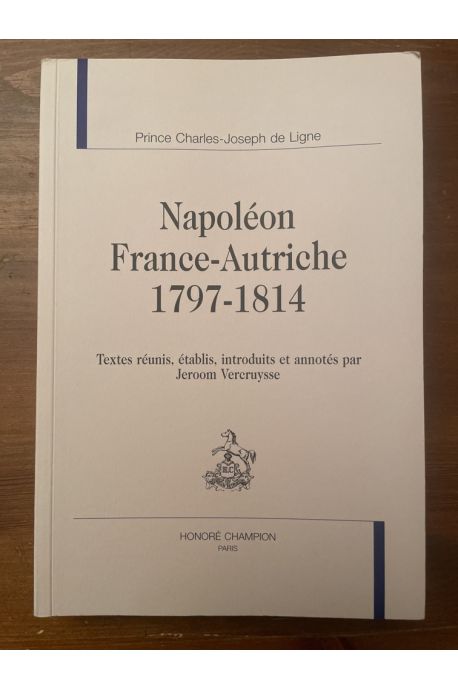 Prince Charles-Joseph de Ligne
Napoléon
France-Autriche
1797-1814
Textes réunis, établis, introduits et annotés par
Jeroom Vercruysse
H.C
HONORÉ CHAMPION
PARIS